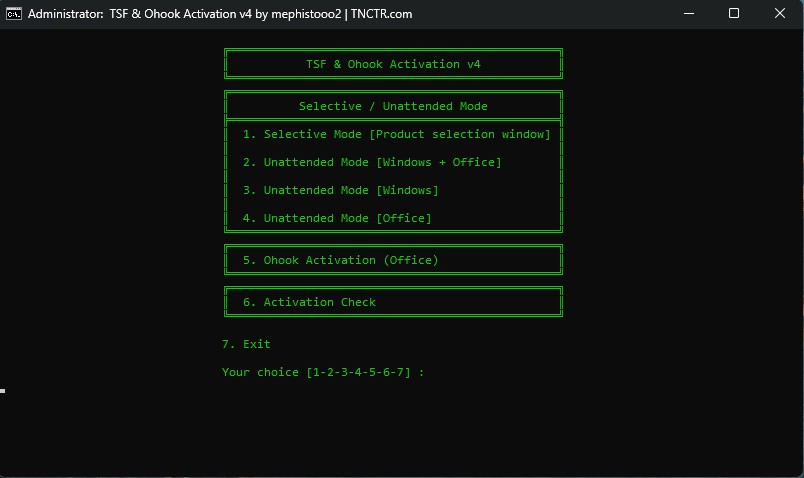 Administrator:  TSF & Ohook Activation v4 by mephistooo2 | TNCTR.com
TSF & Ohook Activation v4
Selective / Unattended Mode
1. Selective Mode [Product selection window]
2. Unattended Mode [Windows + Office]
3. Unattended Mode [Windows]
4. Unattended Mode [Office]
5. Ohook Activation (Office)
6. Activation Check
7. Exit
Your choice [1-2-3-4-5-6-7] :